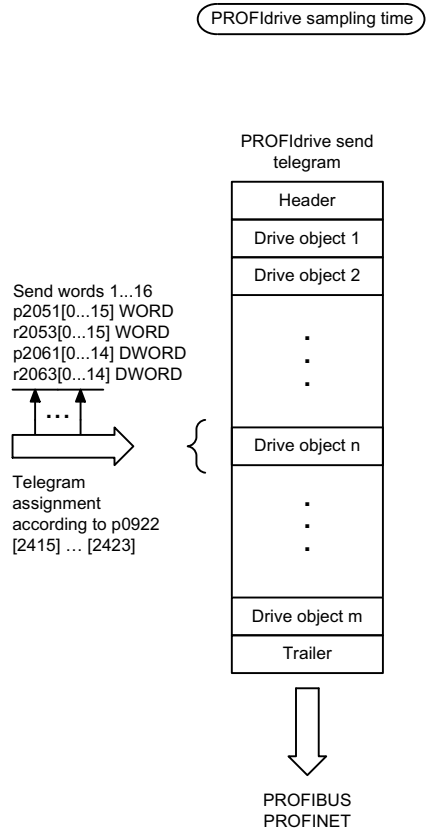 PROFIdrive sampling time
PROFIdrive send
telegram
Header
Drive object 1
Drive object 2
Send words 1...16
p2051[0...15] WORD
r2053[0...15] WORD
p2061[0...14] DWORD
r2063[0...14] DWORD
...
Drive object n
Telegram
assignment
according to p0922
[2415] … [2423]
Drive object m
Trailer
PROFIBUS
PROFINET